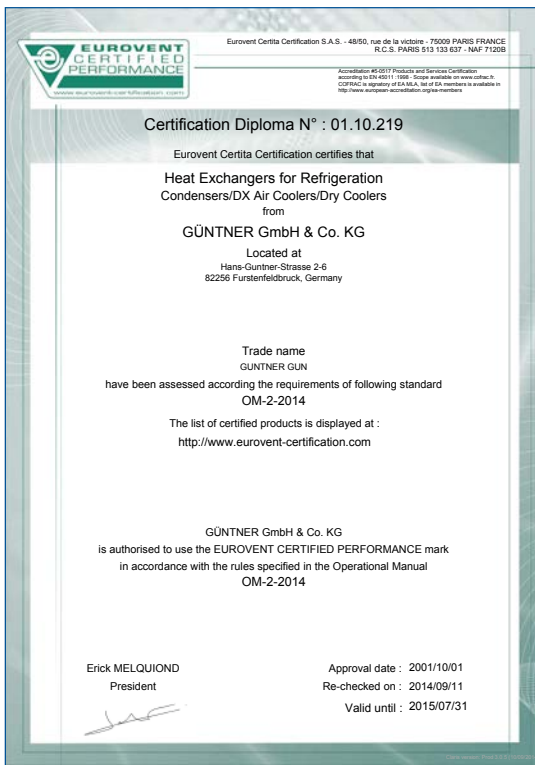 EUROVENT
CERTIFIED
PERFORMANCE
www.eurovent-certification.com
Eurovent Certita Certification S.A.S. - 48/50, rue de la victoire - 75009 PARIS FRANCE
R.C.S. PARIS 513 133 637 - NAF 7120B
Accreditation #5-0517 Products and Services Certification
according to EN 45011 :1998 - Scope available on www.cofrac.fr.
COFRAC is signatory of EA MLA, list of EA members is available in
http://www.european-accreditation.org/ea-members
Certification Diploma N° : 01.10.219
Eurovent Certita Certification certifies that
Heat Exchangers for Refrigeration
Condensers/DX Air Coolers/Dry Coolers
from
GÜNTNER GmbH & Co. KG
Located at
Hans-Guntner-Strasse 2-6
82256 Furstenfeldbruck, Germany
Trade name
GUNTNER GUN
have been assessed according the requirements of following standard
OM-2-2014
The list of certified products is displayed at :
http://www.eurovent-certification.com
GÜNTNER GmbH & Co. KG
is authorised to use the EUROVENT CERTIFIED PERFORMANCE mark
in accordance with the rules specified in the Operational Manual
OM-2-2014
Erick MELQUIOND
President
Approval date : 2001/10/01
Re-checked on : 2014/09/11
Valid until : 2015/07/31